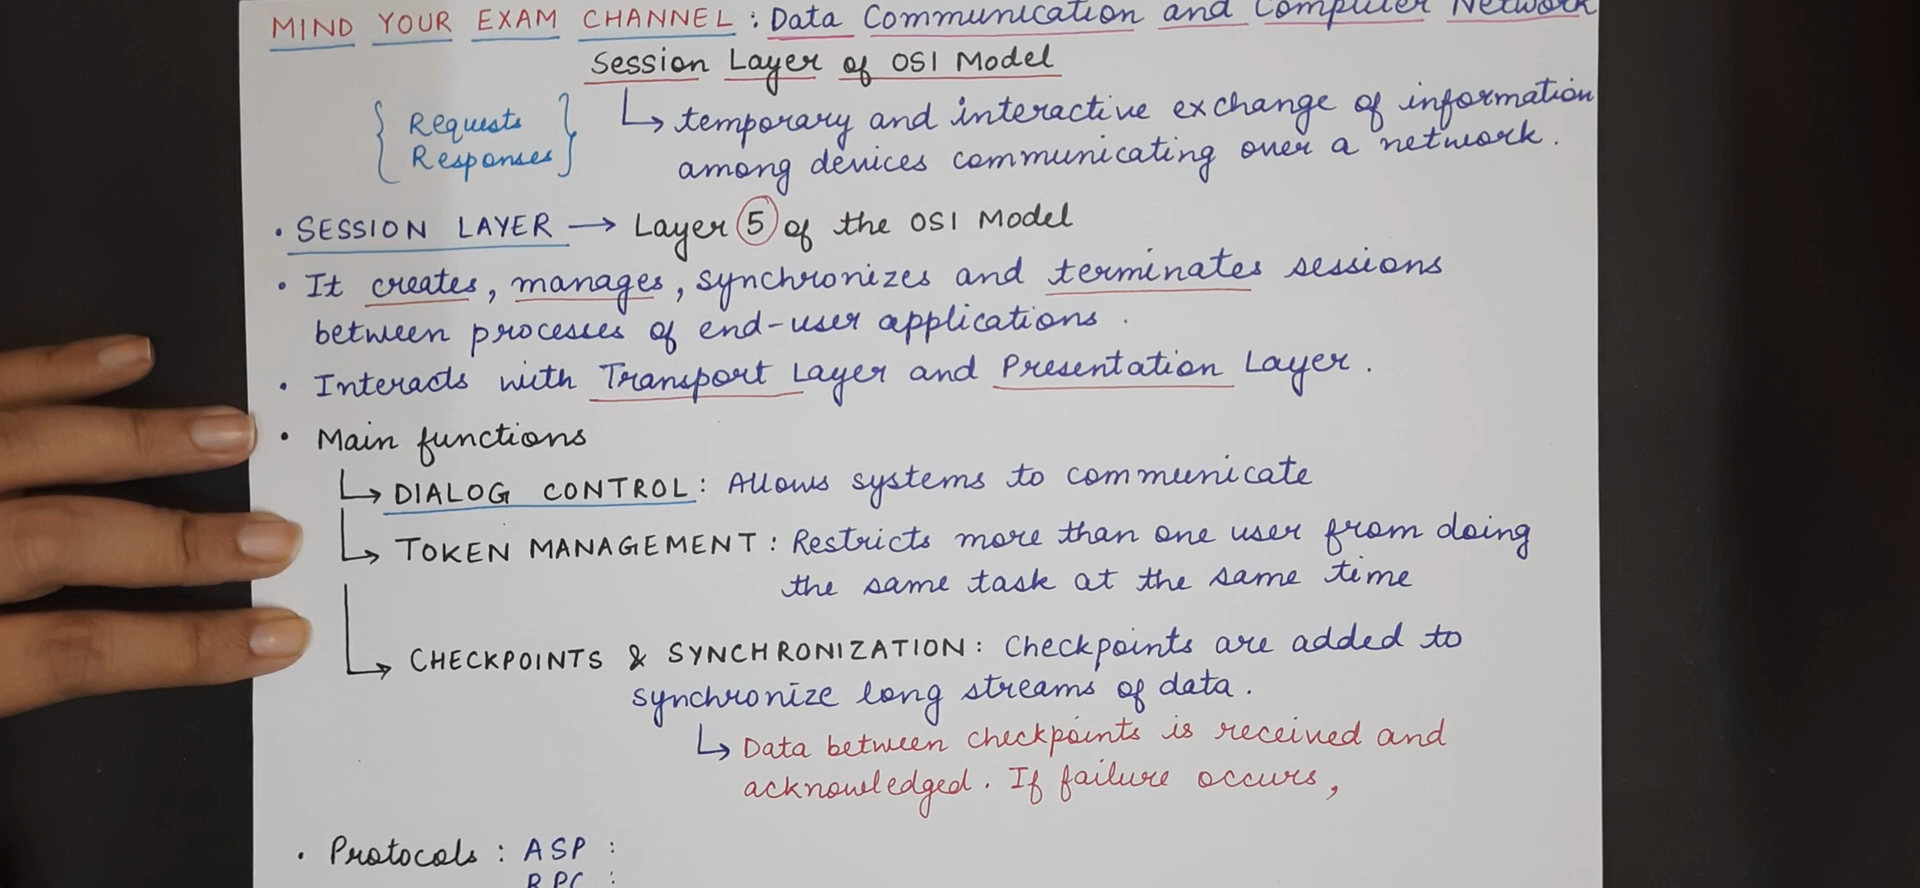 MIND YOUR EXAM CHANNEL : Data Communication and Computer Network
Session Layer of OSI Model
{ Requests Responses }
↳ temporary and interactive exchange of information
among devices communicating over a network.
• SESSION LAYER → Layer 5 of the OSI Model
• It creates, manages, synchronizes and terminates sessions
between processes of end-user applications.
• Interacts with Transport Layer and Presentation Layer.
• Main functions
↳ DIALOG CONTROL : Allows systems to communicate
↳ TOKEN MANAGEMENT : Restricts more than one user from doing
the same task at the same time
↳ CHECKPOINTS & SYNCHRONIZATION : Checkpoints are added to
synchronize long streams of data.
↳ Data between checkpoints is received and
acknowledged. If failure occurs,
• Protocols : ASP :
RPC :